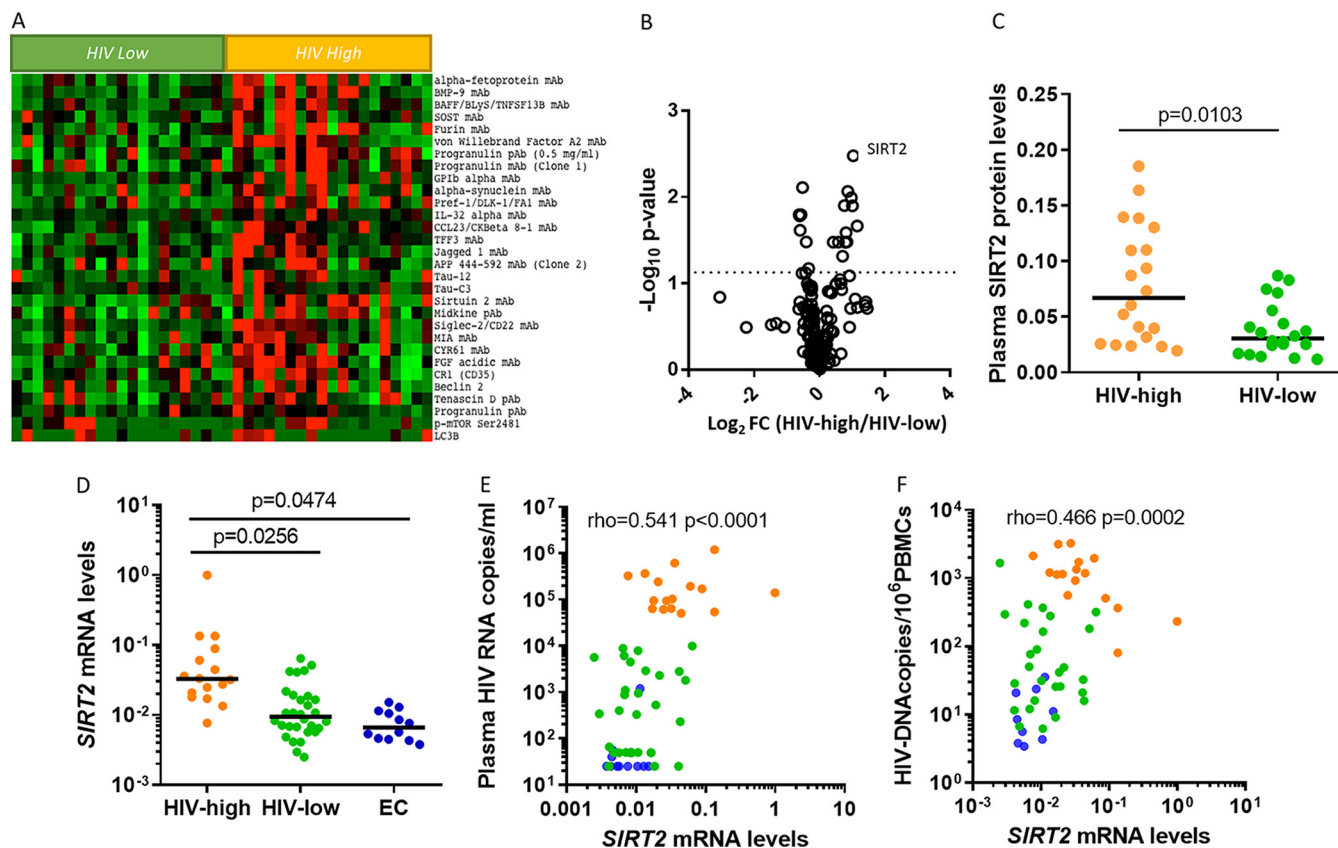 A
HIV Low
HIV High
alpha-fetoprotein mAb
BMP-9 mAb
BAFF/BLyS/TNFSF13B mAb
SOST mAb
Furin mAb
von Willebrand Factor A2 mAb
Progranulin pAb (0.5 mg/ml)
Progranulin mAb (Clone 1)
GPIb alpha mAb
alpha-synuclein mAb
Pref-1/DLK-1/FA1 mAb
IL-32 alpha mAb
CCL23/CKBeta 8-1 mAb
TFF3 mAb
Jagged 1 mAb
APP 444-592 mAb (Clone 2)
Tau-12
Tau-C3
Sirtuin 2 mAb
Midkine pAb
Siglec-2/CD22 mAb
MIA mAb
CYR61 mAb
FGF acidic mAb
CR1 (CD35)
Beclin 2
Tenascin D pAb
Progranulin pAb
p-mTOR Ser2481
LC3B
B
-Log10 p-value
3
2
1
0
SIRT2
-4
-2
0
2
4
Log2 FC (HIV-high/HIV-low)
C
Plasma SIRT2 protein levels
0.25
0.20
0.15
0.10
0.05
0.00
p=0.0103
HIV-high
HIV-low
D
SIRT2 mRNA levels
10^1
10^0
10^-1
10^-2
10^-3
p=0.0474
p=0.0256
HIV-high
HIV-low
EC
E
Plasma HIV RNA copies/ml
10^7
10^6
10^5
10^4
10^3
10^2
10^1
rho=0.541 p<0.0001
0.001
0.01
0.1
1
10
SIRT2 mRNA levels
F
HIV-DNAcopies/10^6PBMCs
10^4
10^3
10^2
10^1
10^0
rho=0.466 p=0.0002
10^-3
10^-2
10^-1
10^0
10^1
SIRT2 mRNA levels